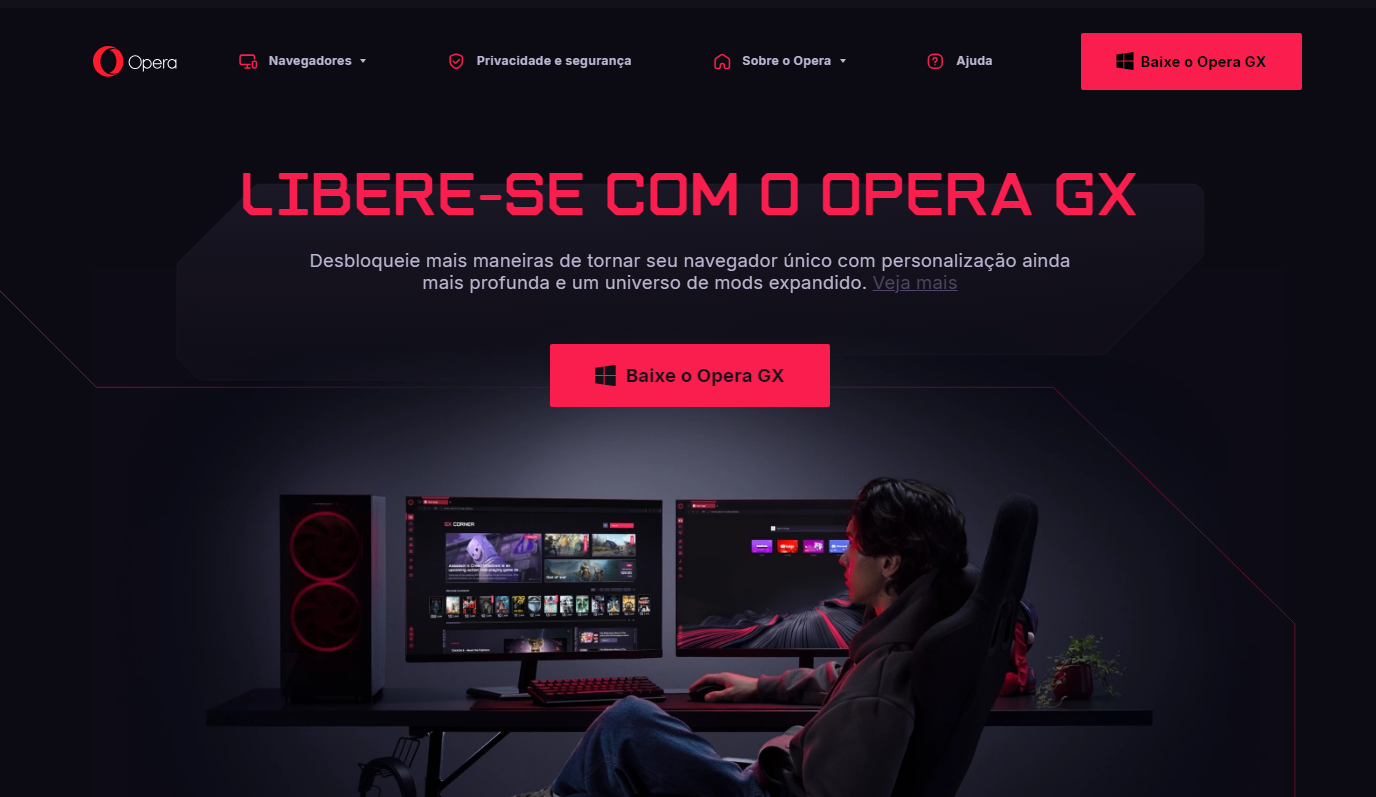 Opera
Navegadores
Privacidade e segurança
Sobre o Opera
Ajuda
Baixe o Opera GX
LIBERE-SE COM O OPERA GX
Desbloqueie mais maneiras de tornar seu navegador único com personalização ainda
mais profunda e um universo de mods expandido. Veja mais
Baixe o Opera GX
GX CORNER